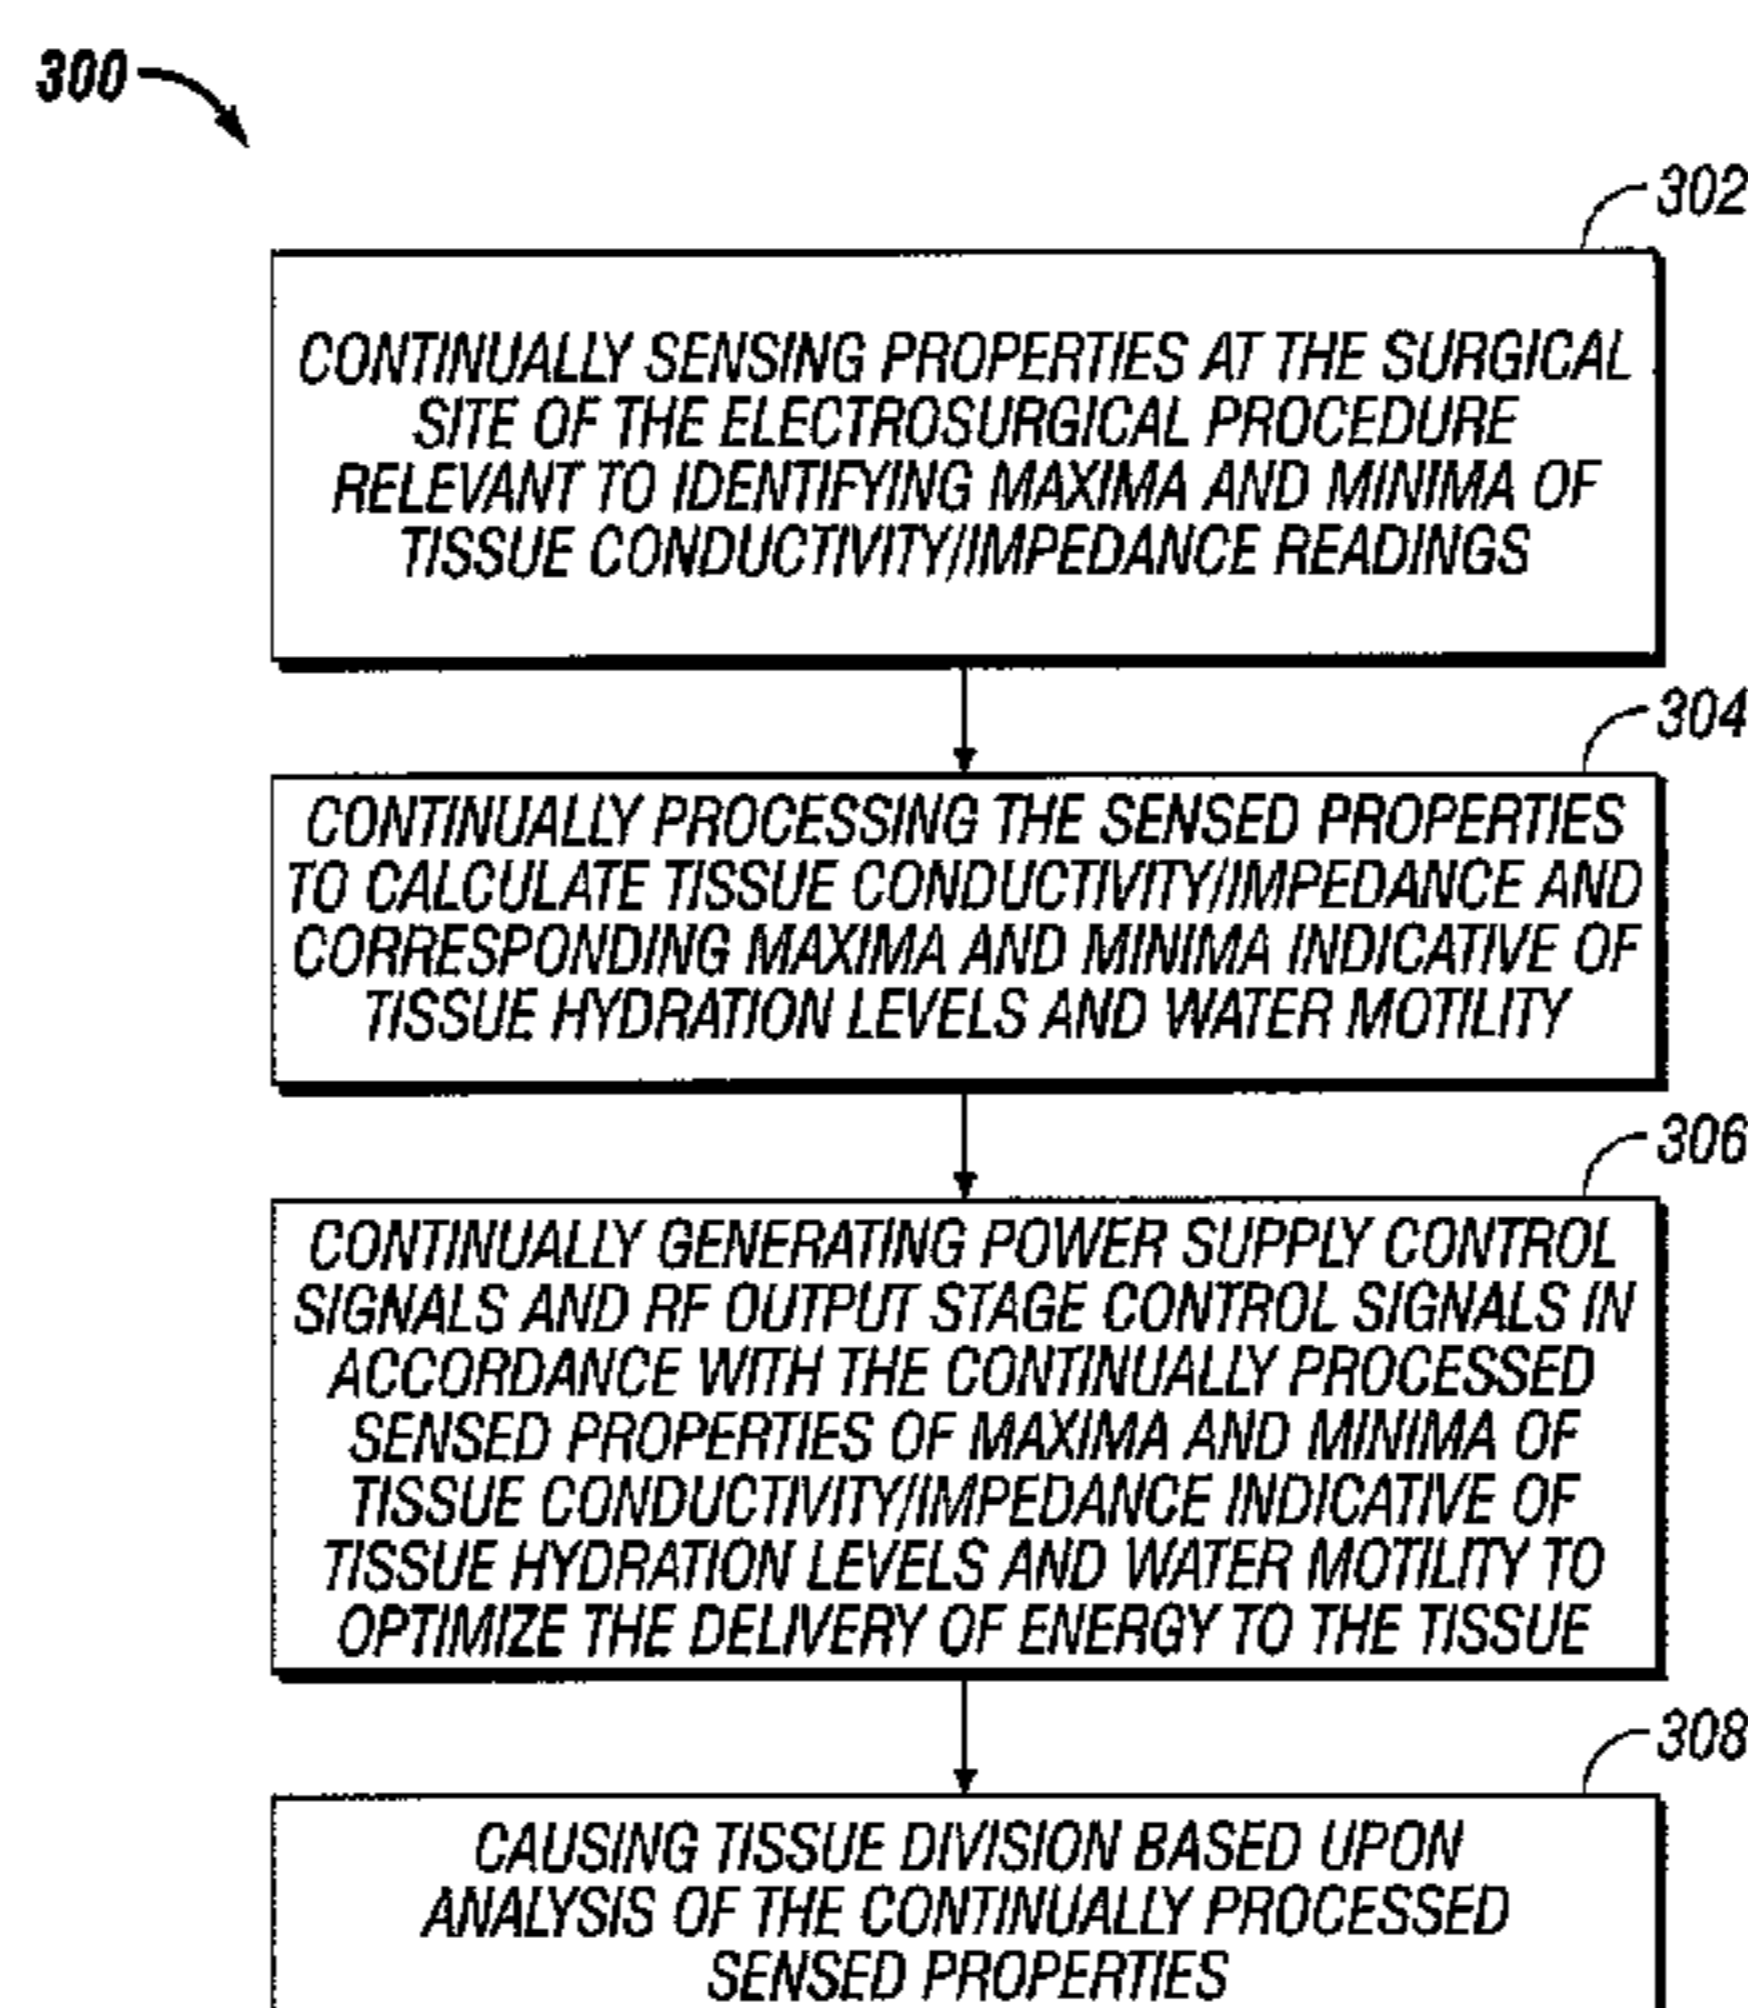 300
302
CONTINUALLY SENSING PROPERTIES AT THE SURGICAL
SITE OF THE ELECTROSURGICAL PROCEDURE
RELEVANT TO IDENTIFYING MAXIMA AND MINIMA OF
TISSUE CONDUCTIVITY/IMPEDANCE READINGS
304
CONTINUALLY PROCESSING THE SENSED PROPERTIES
TO CALCULATE TISSUE CONDUCTIVITY/IMPEDANCE AND
CORRESPONDING MAXIMA AND MINIMA INDICATIVE OF
TISSUE HYDRATION LEVELS AND WATER MOTILITY
306
CONTINUALLY GENERATING POWER SUPPLY CONTROL
SIGNALS AND RF OUTPUT STAGE CONTROL SIGNALS IN
ACCORDANCE WITH THE CONTINUALLY PROCESSED
SENSED PROPERTIES OF MAXIMA AND MINIMA OF
TISSUE CONDUCTIVITY/IMPEDANCE INDICATIVE OF
TISSUE HYDRATION LEVELS AND WATER MOTILITY TO
OPTIMIZE THE DELIVERY OF ENERGY TO THE TISSUE
308
CAUSING TISSUE DIVISION BASED UPON
ANALYSIS OF THE CONTINUALLY PROCESSED
SENSED PROPERTIES